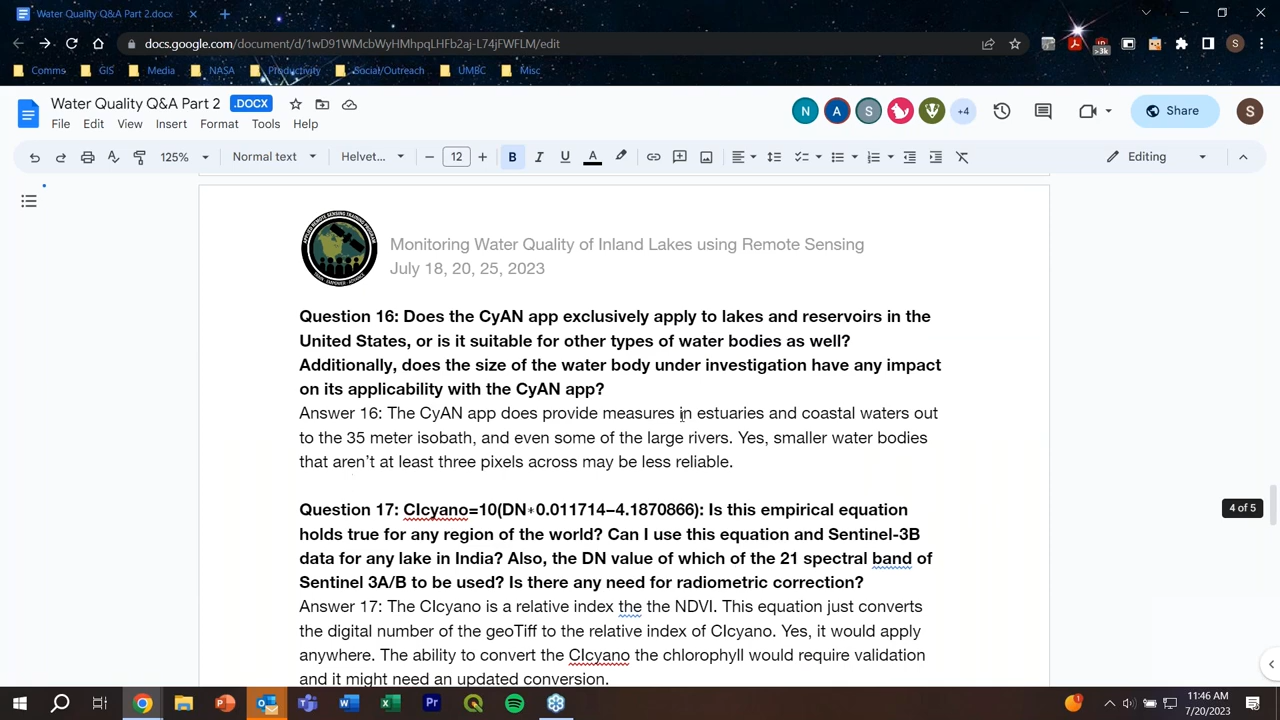 Water Quality Q&A Part 2.docx
docs.google.com/document/d/1wD91WMcbWyHMhpqLHFb2aj-L74jFWFLM/edit
>3k
S
Comms GIS Media NASA Productivity Social/Outreach UMBC Misc
Water Quality Q&A Part 2 .DOCX
N A S +4 Share S
File Edit View Insert Format Tools Help
125% Normal text Helvet... 12 B I U A Editing
Monitoring Water Quality of Inland Lakes using Remote Sensing
July 18, 20, 25, 2023
Question 16: Does the CyAN app exclusively apply to lakes and reservoirs in the
United States, or is it suitable for other types of water bodies as well?
Additionally, does the size of the water body under investigation have any impact
on its applicability with the CyAN app?
Answer 16: The CyAN app does provide measures in estuaries and coastal waters out
to the 35 meter isobath, and even some of the large rivers. Yes, smaller water bodies
that aren't at least three pixels across may be less reliable.
Question 17: CIcyano=10(DN∗0.011714−4.1870866): Is this empirical equation
4 of 5
holds true for any region of the world? Can I use this equation and Sentinel-3B
data for any lake in India? Also, the DN value of which of the 21 spectral band of
Sentinel 3A/B to be used? Is there any need for radiometric correction?
Answer 17: The CIcyano is a relative index the the NDVI. This equation just converts
the digital number of the geoTiff to the relative index of CIcyano. Yes, it would apply
anywhere. The ability to convert the CIcyano the chlorophyll would require validation
and it might need an updated conversion.
11:46 AM
7/20/2023